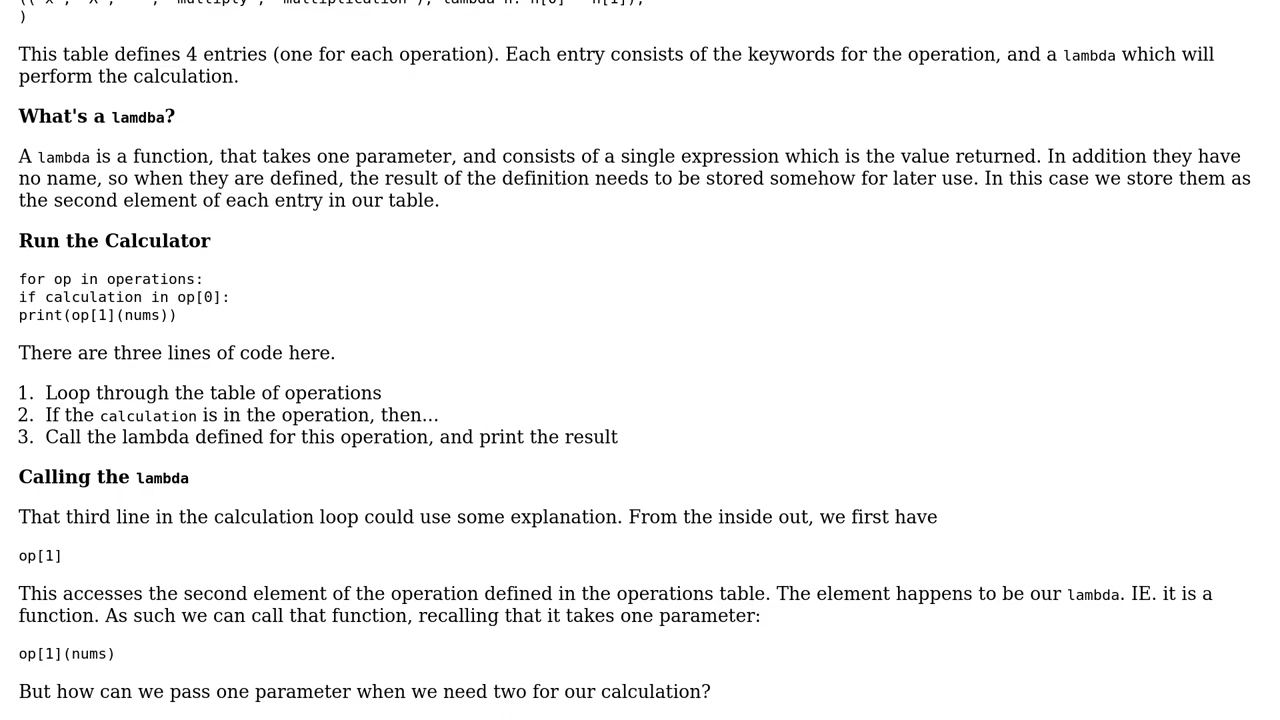 )
This table defines 4 entries (one for each operation). Each entry consists of the keywords for the operation, and a lambda which will
perform the calculation.
What's a lamdba?
A lambda is a function, that takes one parameter, and consists of a single expression which is the value returned. In addition they have
no name, so when they are defined, the result of the definition needs to be stored somehow for later use. In this case we store them as
the second element of each entry in our table.
Run the Calculator
for op in operations:
if calculation in op[0]:
print(op[1](nums))
There are three lines of code here.
1. Loop through the table of operations
2. If the calculation is in the operation, then...
3. Call the lambda defined for this operation, and print the result
Calling the lambda
That third line in the calculation loop could use some explanation. From the inside out, we first have
op[1]
This accesses the second element of the operation defined in the operations table. The element happens to be our lambda. IE. it is a
function. As such we can call that function, recalling that it takes one parameter:
op[1](nums)
But how can we pass one parameter when we need two for our calculation?